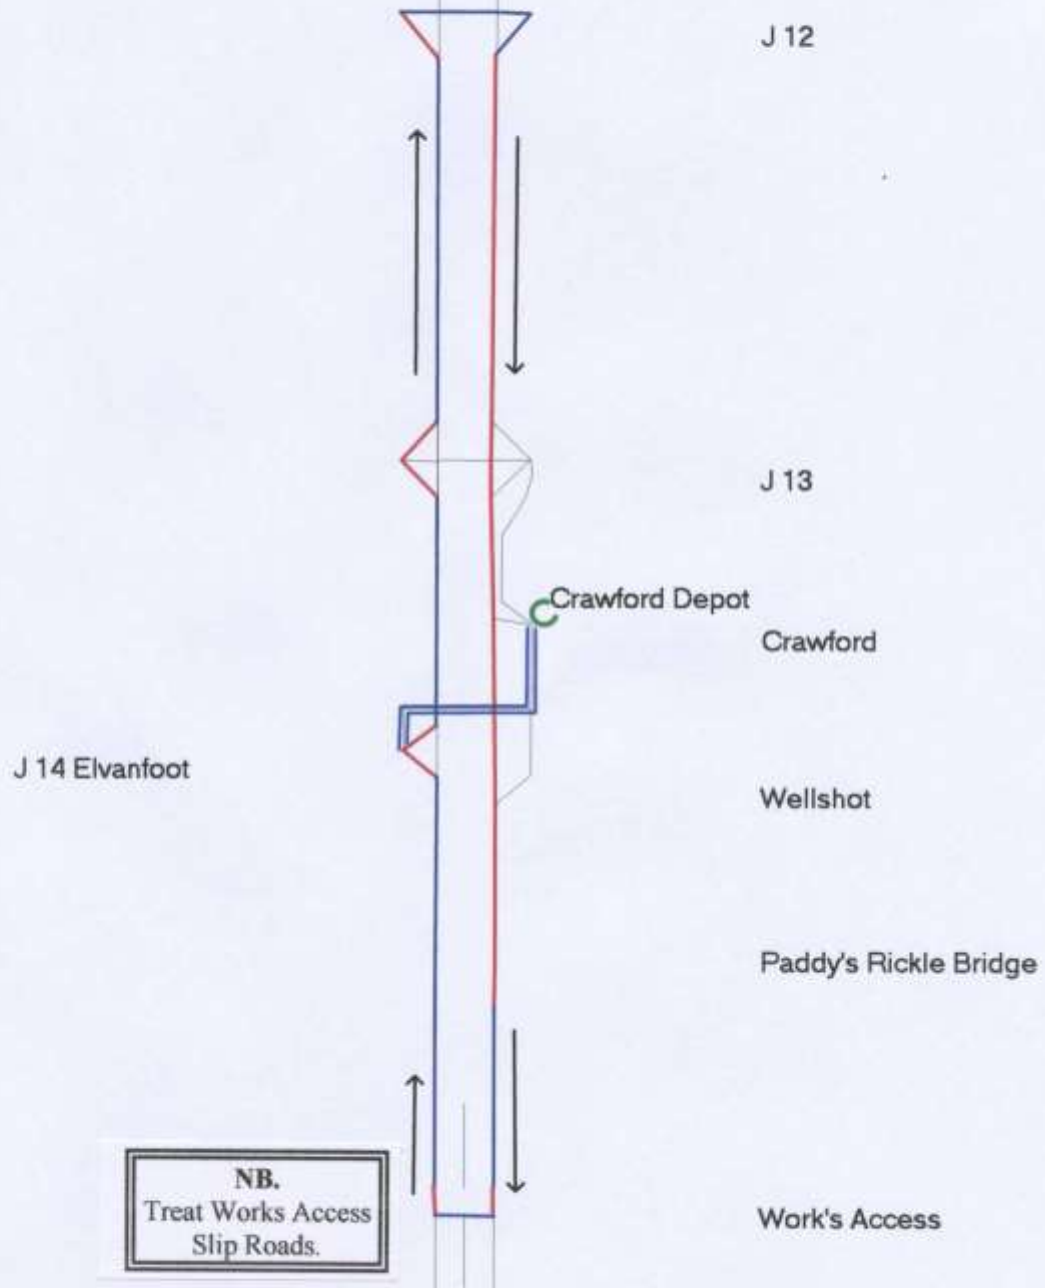 J 12
J 13
Crawford Depot
Crawford
J 14 Elvanfoot
Wellshot
Paddy's Rickle Bridge
NB.
Treat Works Access
Slip Roads.
Work's Access